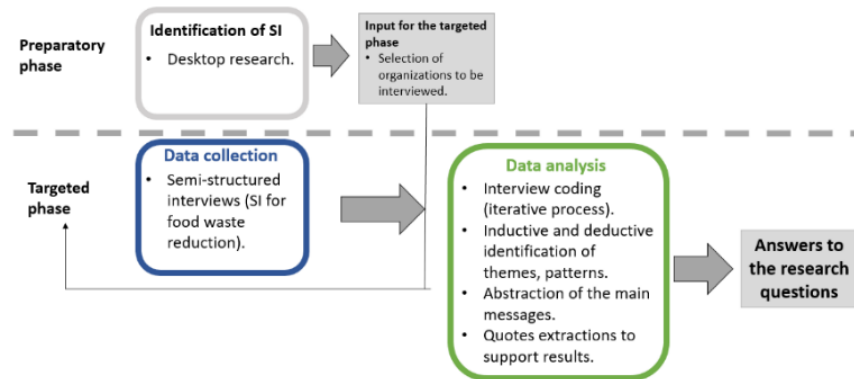 Preparatory
phase
Identification of SI
• Desktop research.
Input for the targeted
phase
• Selection of
organizations to be
interviewed.
Targeted
phase
Data collection
• Semi-structured
interviews (SI for
food waste
reduction).
Data analysis
• Interview coding
(iterative process).
• Inductive and deductive
identification of
themes, patterns.
• Abstraction of the main
messages.
• Quotes extractions to
support results.
Answers to
the research
questions